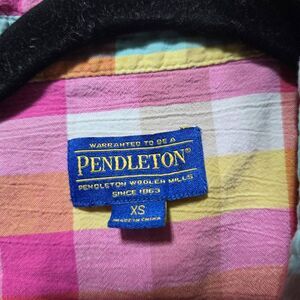 WARRANTED TO BE A
PENDLETON®
PENDLETON WOOLEN MILLS
SINCE 1863
XS
MADE IN CHINA